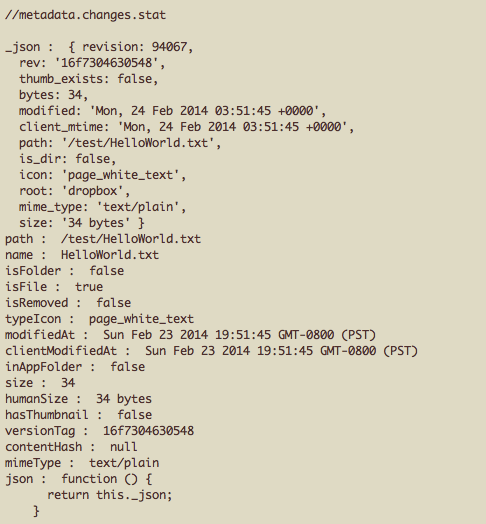 //metadata.changes.stat

_json :  { revision: 94067,
  rev: '16f7304630548',
  thumb_exists: false,
  bytes: 34,
  modified: 'Mon, 24 Feb 2014 03:51:45 +0000',
  client_mtime: 'Mon, 24 Feb 2014 03:51:45 +0000',
  path: '/test/HelloWorld.txt',
  is_dir: false,
  icon: 'page_white_text',
  root: 'dropbox',
  mime_type: 'text/plain',
  size: '34 bytes' }
path :  /test/HelloWorld.txt
name :  HelloWorld.txt
isFolder :  false
isFile :  true
isRemoved :  false
typeIcon :  page_white_text
modifiedAt :  Sun Feb 23 2014 19:51:45 GMT-0800 (PST)
clientModifiedAt :  Sun Feb 23 2014 19:51:45 GMT-0800 (PST)
inAppFolder :  false
size :  34
humanSize :  34 bytes
hasThumbnail :  false
versionTag :  16f7304630548
contentHash :  null
mimeType :  text/plain
json :  function () {
      return this._json;
    }